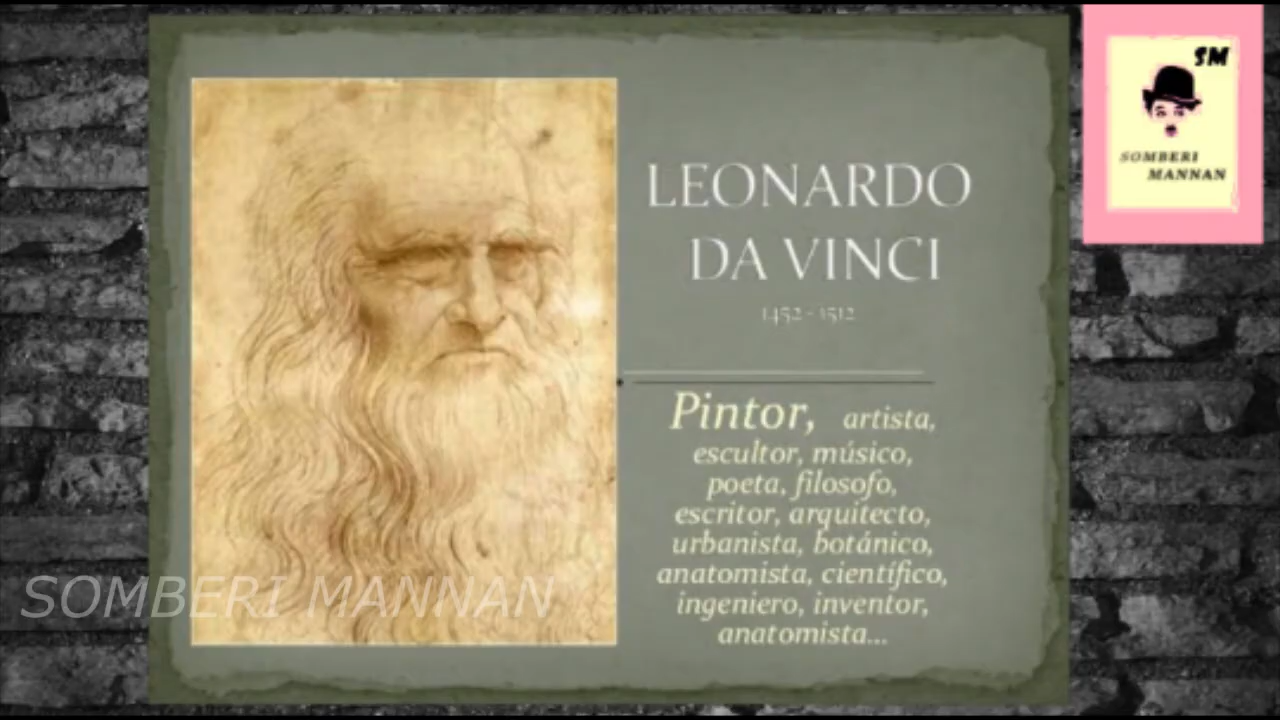 LEONARDO
DA VINCI
1452 - 1512
Pintor, artista,
escultor, músico,
poeta, filosofo,
escritor, arquitecto,
urbanista, botánico,
anatomista, científico,
ingeniero, inventor,
anatomista...
SM
SOMBERI
MANNAN
SOMBERI MANNAN